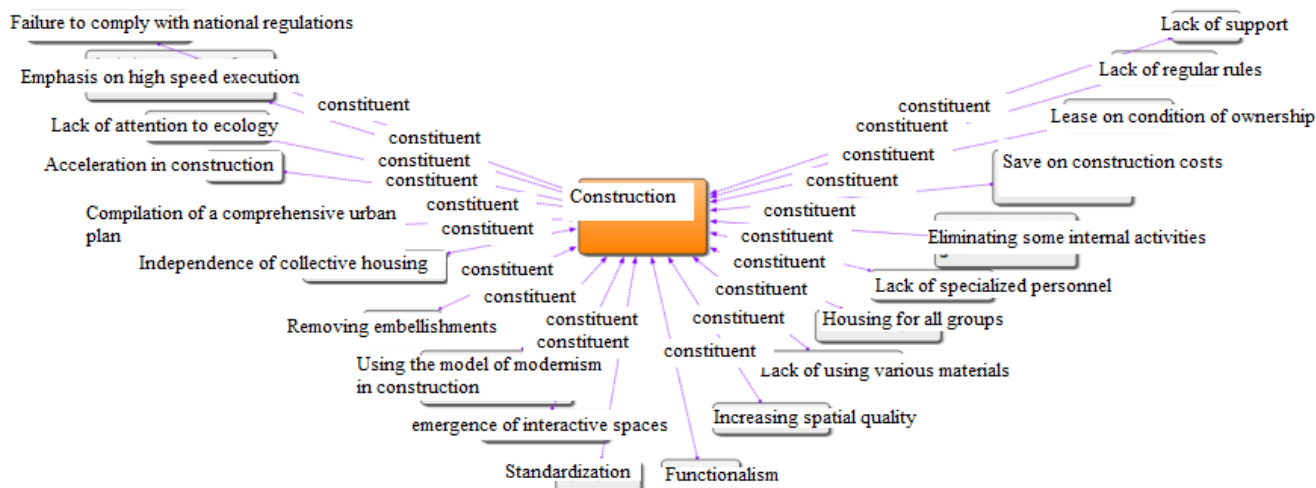 Failure to comply with national regulations
Lack of support
Emphasis on high speed execution
Lack of regular rules
constituent
constituent
Lack of attention to ecology
Lease on condition of ownership
constituent
constituent
Acceleration in construction
constituent
constituent
Save on construction costs
constituent
constituent
Construction
Compilation of a comprehensive urban
plan
constituent
constituent
Eliminating some internal activities
constituent
constituent
Independence of collective housing
constituent
constituent
Lack of specialized personnel
constituent
constituent
Removing embellishments
constituent
constituent
Housing for all groups
constituent
constituent
Using the model of modernism
in construction
Lack of using various materials
emergence of interactive spaces
Increasing spatial quality
Standardization
Functionalism